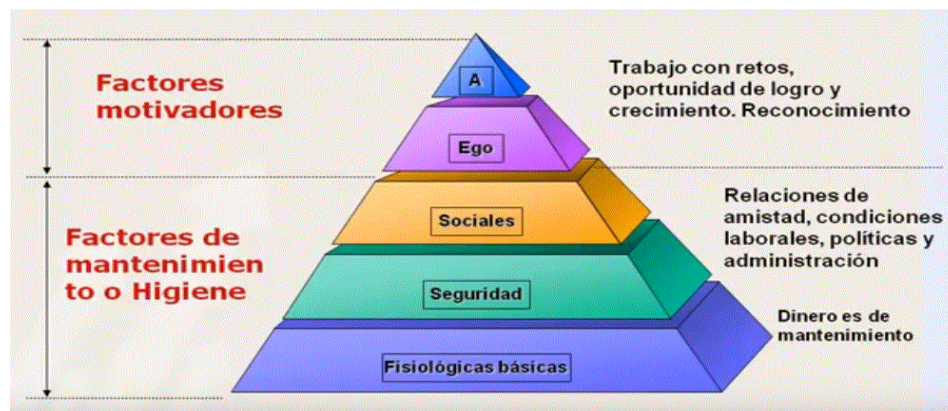 Factores
motivadores
A
Trabajo con retos,
oportunidad de logro y
crecimiento. Reconocimiento
Ego
Factores de
mantenimien
to o Higiene
Sociales
Relaciones de
amistad, condiciones
laborales, políticas y
administración
Seguridad
Dinero es de
mantenimiento
Fisiológicas básicas